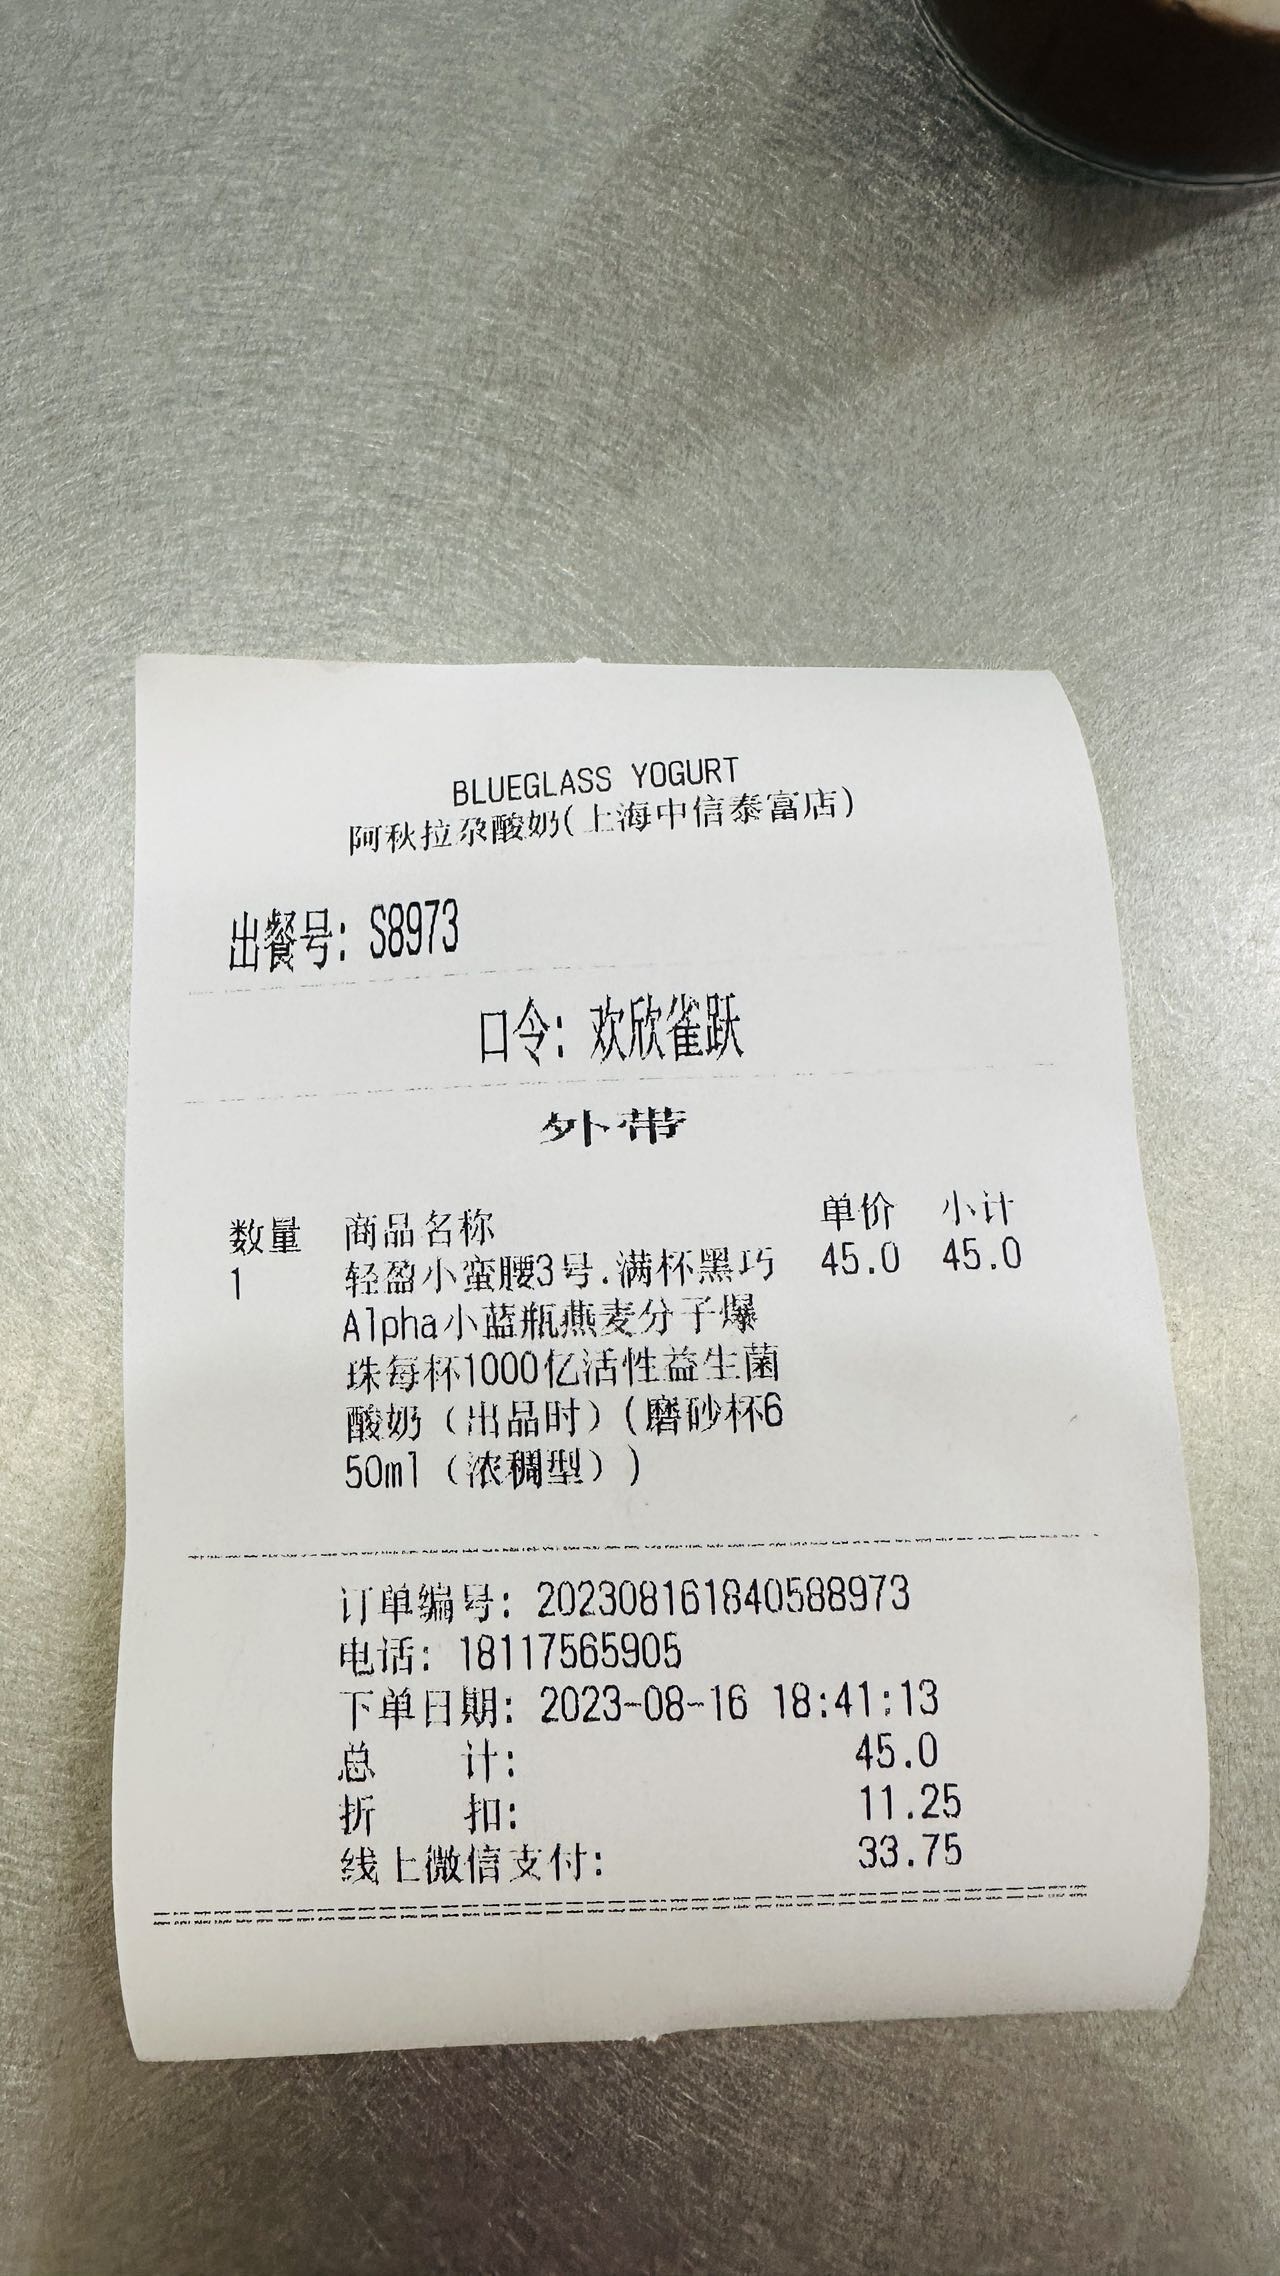 BLUEGLASS YOGURT
阿秋拉尕酸奶(上海中信泰富店)
出餐号: S8973
口令: 欢欣雀跃
外带
数量 商品名称 单价 小计
1 轻盈小蛮腰3号.满杯黑巧 45.0 45.0
Alpha小蓝瓶燕麦分子爆
珠每杯1000亿活性益生菌
酸奶（出品时）(磨砂杯6
50ml（浓稠型）)
订单编号: 202308161840588973
电话: 18117565905
下单日期: 2023-08-16 18:41:13
总 计: 45.0
折 扣: 11.25
线上微信支付: 33.75